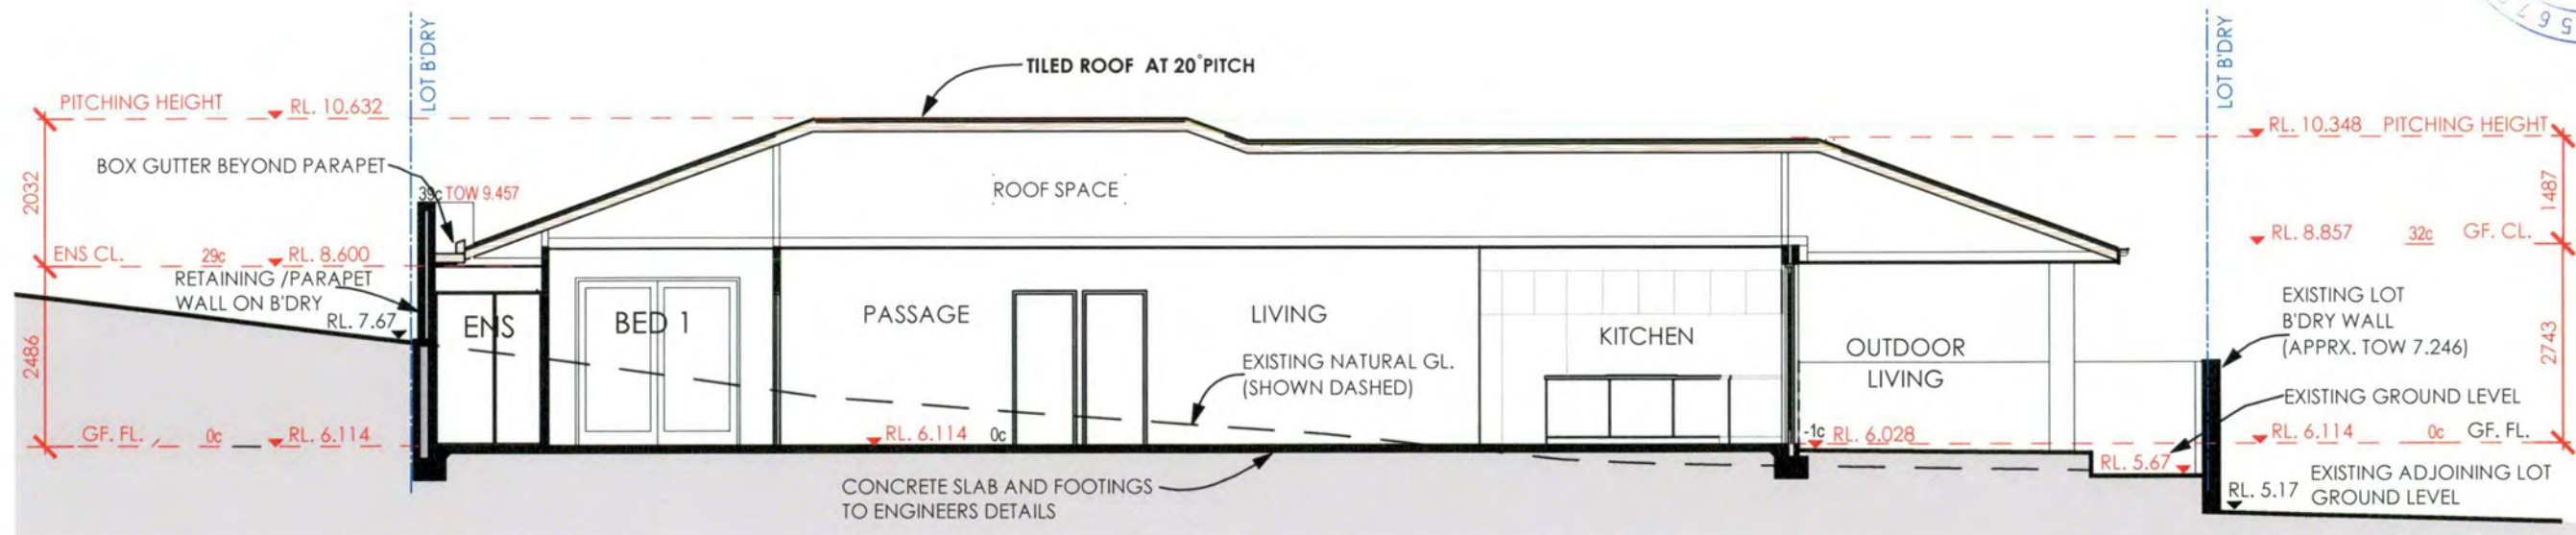 LOT B'DRY
LOT B'DRY
5 6 7
TILED ROOF AT 20° PITCH
PITCHING HEIGHT RL. 10.632
RL. 10.348 PITCHING HEIGHT
BOX GUTTER BEYOND PARAPET
39c TOW 9.457
ROOF SPACE
2032
1487
ENS CL. 29c RL. 8.600
RL. 8.857 32c GF. CL.
RETAINING /PARAPET
WALL ON B'DRY
RL. 7.67
ENS
BED 1
PASSAGE
LIVING
KITCHEN
OUTDOOR
LIVING
EXISTING LOT
B'DRY WALL
(APPRX. TOW 7.246)
EXISTING NATURAL GL.
(SHOWN DASHED)
2486
2743
EXISTING GROUND LEVEL
GF. FL. 0c RL. 6.114
RL. 6.114 0c
-1c RL. 6.028
RL. 6.114 0c GF. FL.
RL. 5.67
CONCRETE SLAB AND FOOTINGS
TO ENGINEERS DETAILS
RL. 5.17
EXISTING ADJOINING LOT
GROUND LEVEL